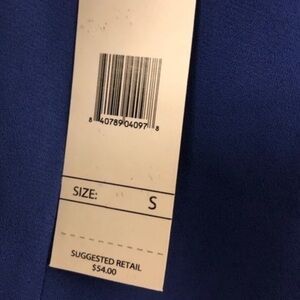 8 40789 04097 8
SIZE: S
SUGGESTED RETAIL
$54.00